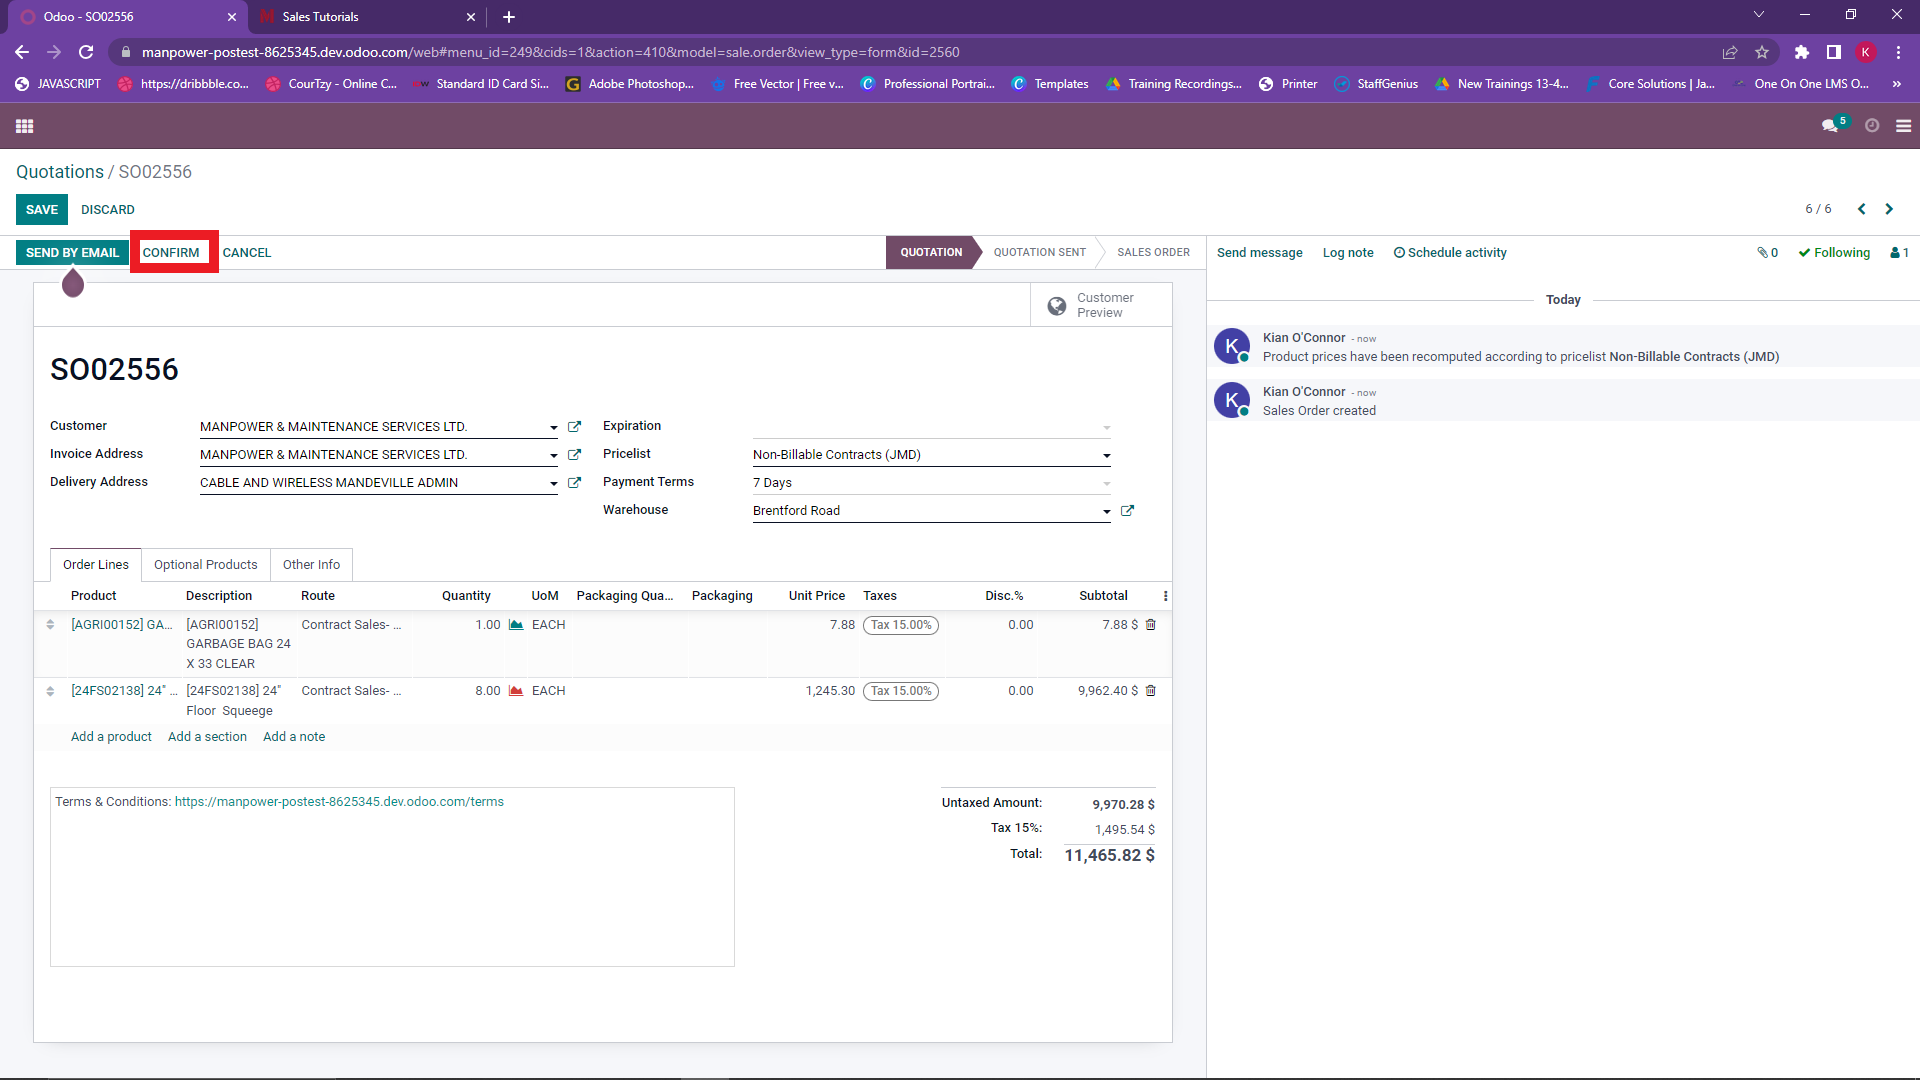 Odoo - SO02556
Sales Tutorials
manpower-postest-8625345.dev.odoo.com/web#menu_id=249&cids=1&action=410&model=sale.order&view_type=form&id=2560
K
JAVASCRIPT
https://dribbble.co...
CourTzy - Online C...
Standard ID Card Si...
Adobe Photoshop...
Free Vector | Free v...
Professional Portrai...
Templates
Training Recordings...
Printer
StaffGenius
New Trainings 13-4...
Core Solutions | Ja...
One On One LMS O...
»
5
Quotations / SO02556
SAVE
DISCARD
6 / 6
SEND BY EMAIL
CONFIRM
CANCEL
QUOTATION
QUOTATION SENT
SALES ORDER
Send message
Log note
Schedule activity
0
Following
1
Customer
Preview
Today
K
Kian O'Connor - now
Product prices have been recomputed according to pricelist Non-Billable Contracts (JMD)
K
Kian O'Connor - now
Sales Order created
SO02556
Customer
MANPOWER & MAINTENANCE SERVICES LTD.
Invoice Address
MANPOWER & MAINTENANCE SERVICES LTD.
Delivery Address
CABLE AND WIRELESS MANDEVILLE ADMIN
Expiration
Pricelist
Non-Billable Contracts (JMD)
Payment Terms
7 Days
Warehouse
Brentford Road
Order Lines
Optional Products
Other Info
Product Description Route Quantity UoM Packaging Qua... Packaging Unit Price Taxes Disc.% Subtotal
[AGRI00152] GA... [AGRI00152] Contract Sales- ... 1.00 EACH 7.88 Tax 15.00% 0.00 7.88 $
GARBAGE BAG 24
X 33 CLEAR
[24FS02138] 24" ... [24FS02138] 24" Contract Sales- ... 8.00 EACH 1,245.30 Tax 15.00% 0.00 9,962.40 $
Floor Squeege
Add a product
Add a section
Add a note
Terms & Conditions: https://manpower-postest-8625345.dev.odoo.com/terms
Untaxed Amount: 9,970.28 $
Tax 15%: 1,495.54 $
Total: 11,465.82 $